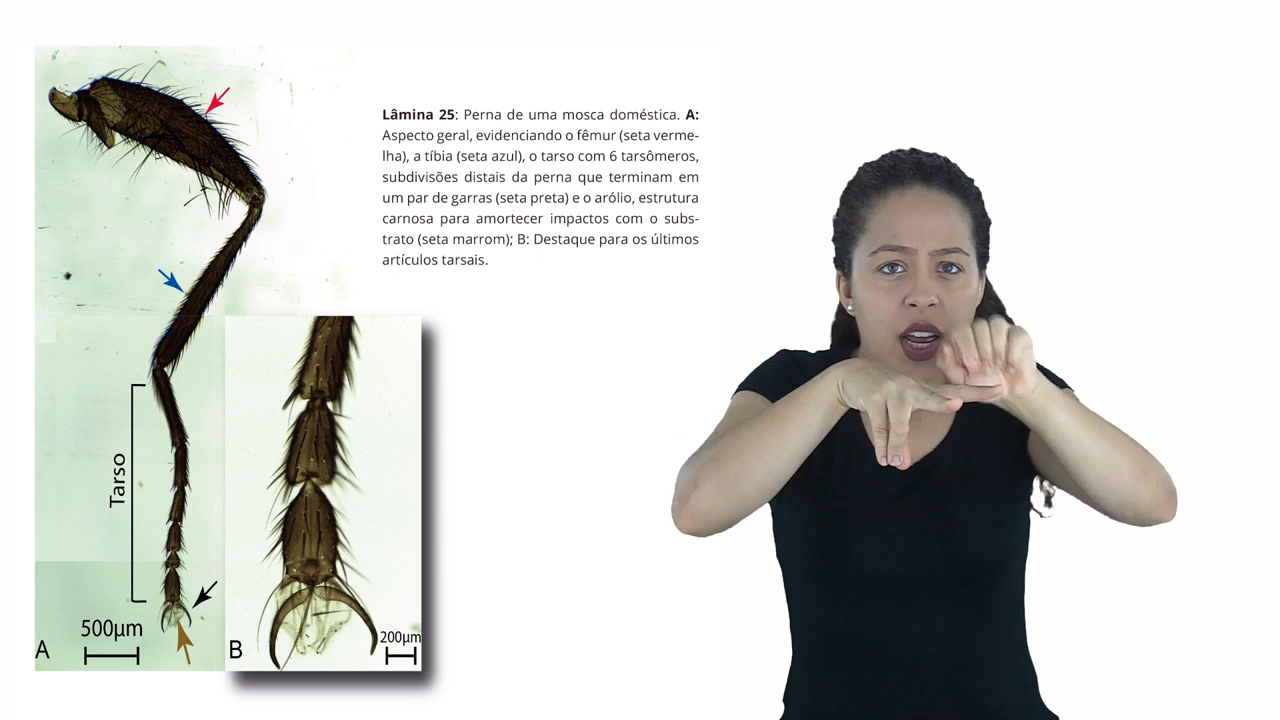 Lâmina 25: Perna de uma mosca doméstica. A:
Aspecto geral, evidenciando o fêmur (seta verme-
lha), a tíbia (seta azul), o tarso com 6 tarsômeros,
subdivisões distais da perna que terminam em
um par de garras (seta preta) e o arólio, estrutura
carnosa para amortecer impactos com o subs-
trato (seta marrom); B: Destaque para os últimos
artículos tarsais.
Tarso
500µm
A
B
200µm